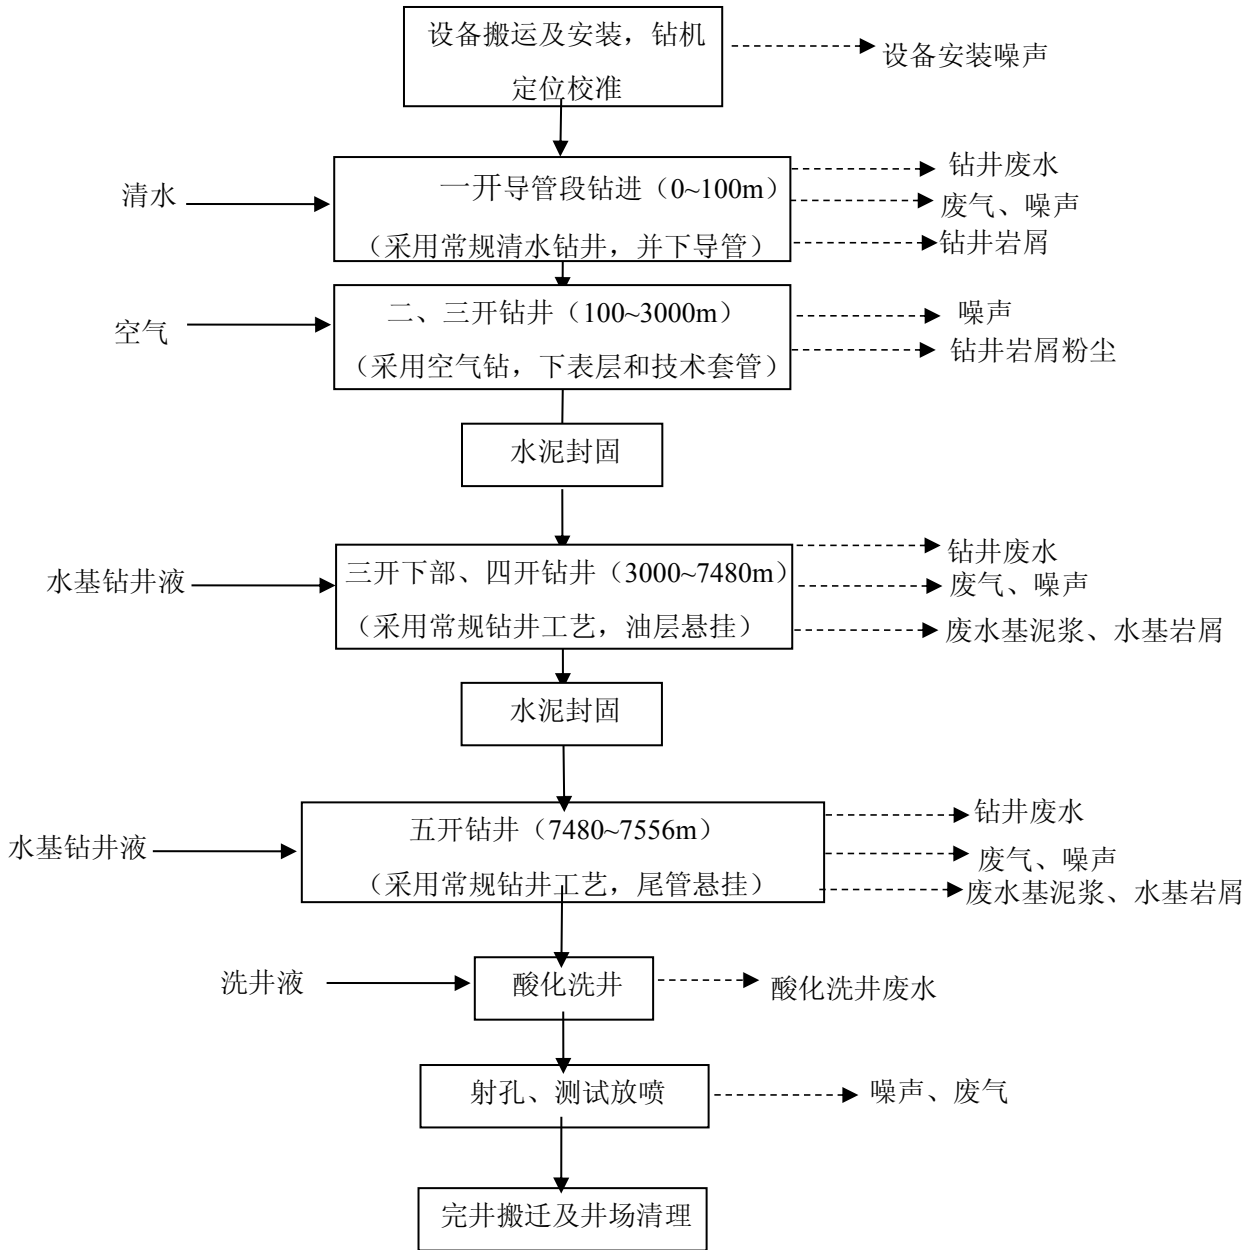 设备搬运及安装，钻机
定位校准
设备安装噪声
清水
一开导管段钻进（0~100m）
（采用常规清水钻井，并下导管）
钻井废水
废气、噪声
钻井岩屑
空气
二、三开钻井（100~3000m）
（采用空气钻，下表层和技术套管）
噪声
钻井岩屑粉尘
水泥封固
水基钻井液
三开下部、四开钻井（3000~7480m）
（采用常规钻井工艺，油层悬挂）
钻井废水
废气、噪声
废水基泥浆、水基岩屑
水泥封固
水基钻井液
五开钻井（7480~7556m）
（采用常规钻井工艺，尾管悬挂）
钻井废水
废气、噪声
废水基泥浆、水基岩屑
洗井液
酸化洗井
酸化洗井废水
射孔、测试放喷
噪声、废气
完井搬迁及井场清理